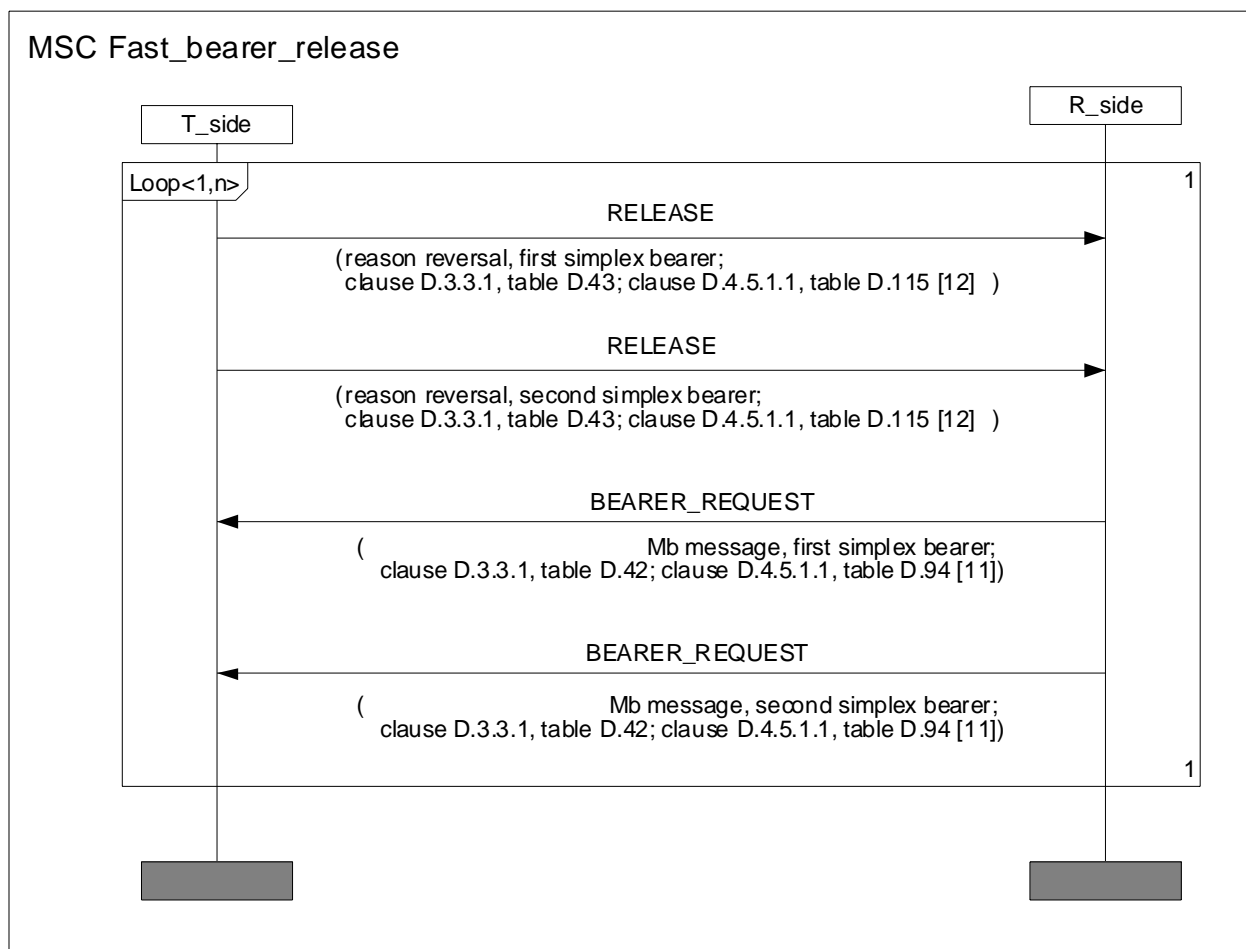 MSC Fast_bearer_release
T_side
R_side
Loop<1,n>
1
RELEASE
(reason reversal, first simplex bearer;
clause D.3.3.1, table D.43; clause D.4.5.1.1, table D.115 [12] )
RELEASE
(reason reversal, second simplex bearer;
clause D.3.3.1, table D.43; clause D.4.5.1.1, table D.115 [12] )
BEARER_REQUEST
( Mb message, first simplex bearer;
clause D.3.3.1, table D.42; clause D.4.5.1.1, table D.94 [11])
BEARER_REQUEST
( Mb message, second simplex bearer;
clause D.3.3.1, table D.42; clause D.4.5.1.1, table D.94 [11])
1